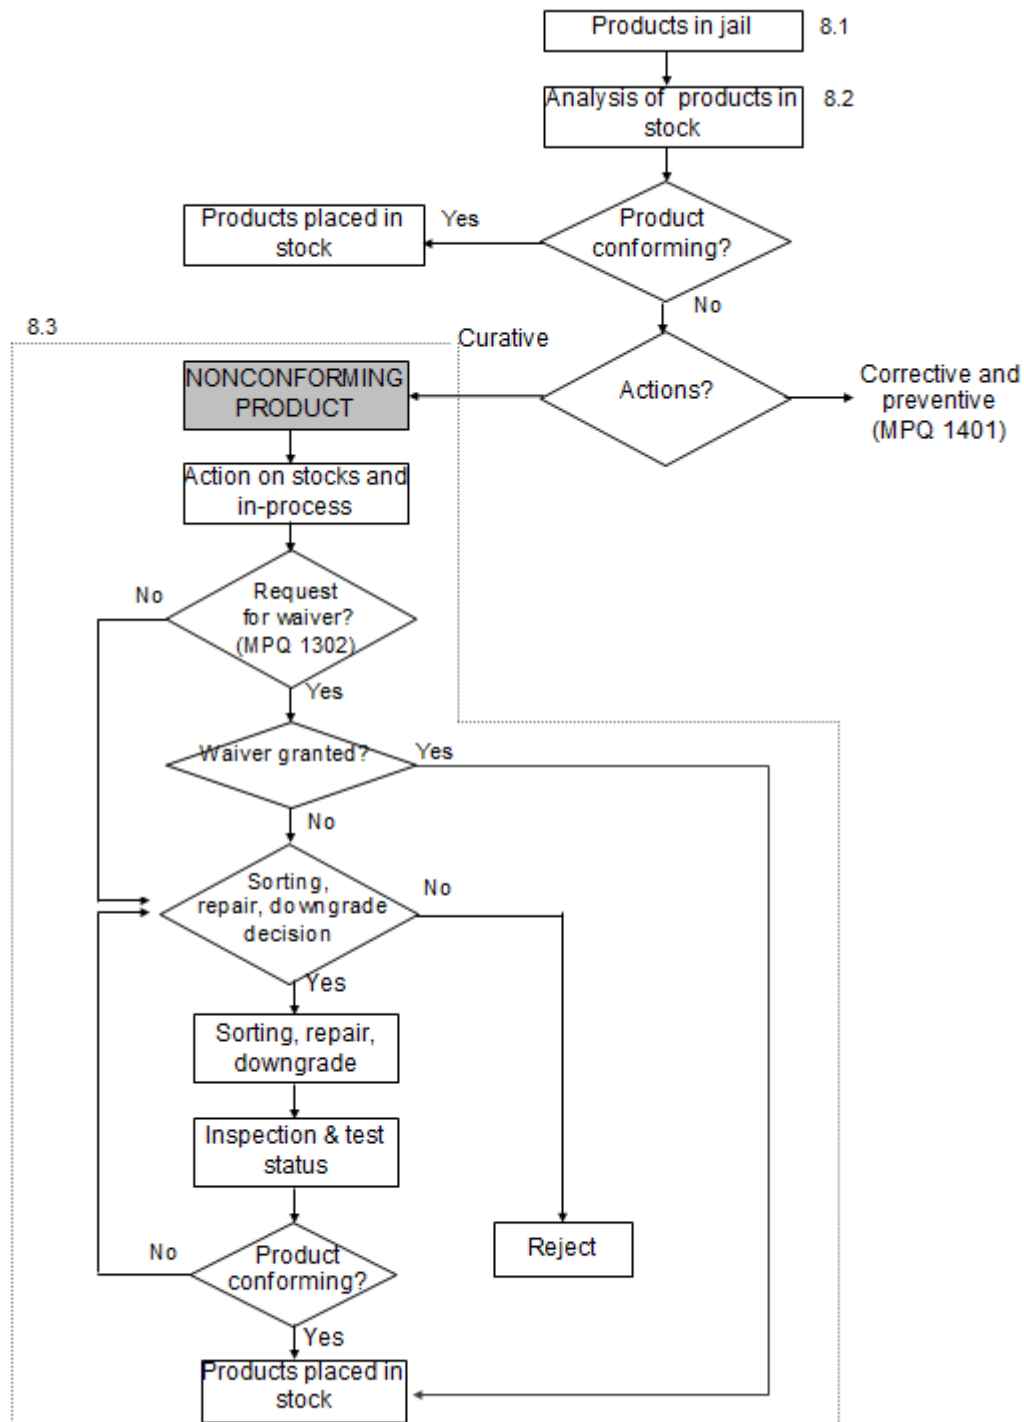 Products in jail
8.1
Analysis of products in
stock
8.2
Product
conforming?
Yes
Products placed in
stock
No
8.3
Curative
Actions?
Corrective and
preventive
(MPQ 1401)
NONCONFORMING
PRODUCT
Action on stocks and
in-process
Request
for waiver?
(MPQ 1302)
No
Yes
Waiver granted?
Yes
No
Sorting,
repair, downgrade
decision
No
Yes
Sorting, repair,
downgrade
Inspection & test
status
Reject
Product
conforming?
No
Yes
Products placed in
stock